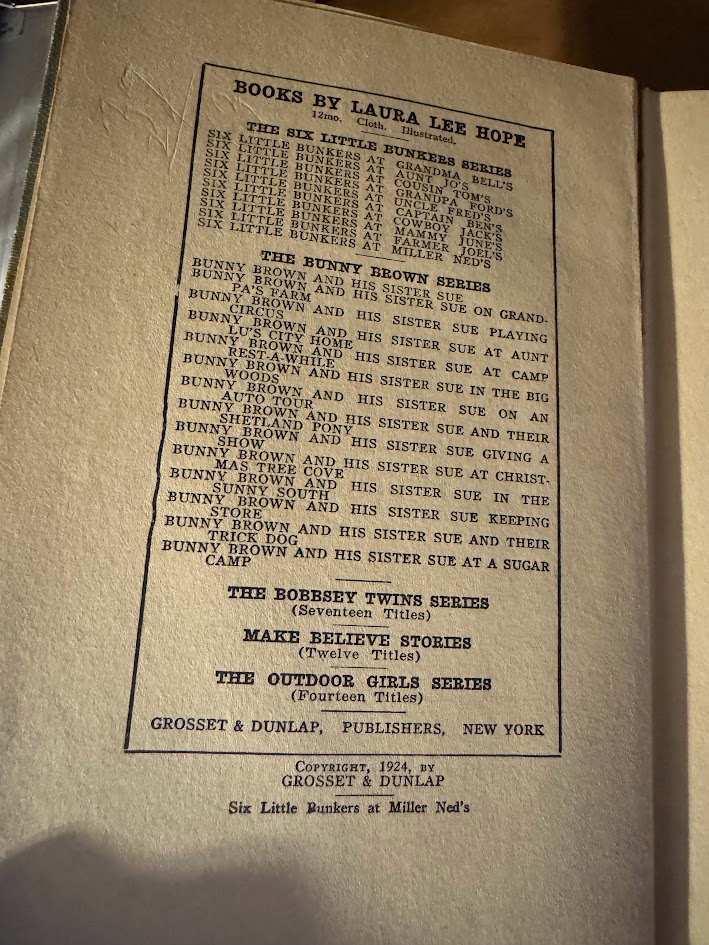 BOOKS BY LAURA LEE HOPE
12mo. Cloth. Illustrated.
THE SIX LITTLE BUNKERS SERIES
SIX LITTLE BUNKERS AT GRANDMA BELL'S
SIX LITTLE BUNKERS AT AUNT JO'S
SIX LITTLE BUNKERS AT COUSIN TOM'S
SIX LITTLE BUNKERS AT GRANDPA FORD'S
SIX LITTLE BUNKERS AT UNCLE FRED'S
SIX LITTLE BUNKERS AT CAPTAIN BEN'S
SIX LITTLE BUNKERS AT COWBOY JACK'S
SIX LITTLE BUNKERS AT MAMMY JUNE'S
SIX LITTLE BUNKERS AT FARMER JOEL'S
SIX LITTLE BUNKERS AT MILLER NED'S
THE BUNNY BROWN SERIES
BUNNY BROWN AND HIS SISTER SUE
BUNNY BROWN AND HIS SISTER SUE ON GRAND-
PA'S FARM
BUNNY BROWN AND HIS SISTER SUE PLAYING
CIRCUS
BUNNY BROWN AND HIS SISTER SUE AT AUNT
LU'S CITY HOME
BUNNY BROWN AND HIS SISTER SUE AT CAMP
REST-A-WHILE
BUNNY BROWN AND HIS SISTER SUE IN THE BIG
WOODS
BUNNY BROWN AND HIS SISTER SUE ON AN
AUTO TOUR
BUNNY BROWN AND HIS SISTER SUE AND THEIR
SHETLAND PONY
BUNNY BROWN AND HIS SISTER SUE GIVING A
SHOW
BUNNY BROWN AND HIS SISTER SUE AT CHRIST-
MAS TREE COVE
BUNNY BROWN AND HIS SISTER SUE IN THE
SUNNY SOUTH
BUNNY BROWN AND HIS SISTER SUE KEEPING
STORE
BUNNY BROWN AND HIS SISTER SUE AND THEIR
TRICK DOG
BUNNY BROWN AND HIS SISTER SUE AT A SUGAR
CAMP
THE BOBBSEY TWINS SERIES
(Seventeen Titles)
MAKE BELIEVE STORIES
(Twelve Titles)
THE OUTDOOR GIRLS SERIES
(Fourteen Titles)
GROSSET & DUNLAP, PUBLISHERS, NEW YORK
COPYRIGHT, 1924, BY
GROSSET & DUNLAP
Six Little Bunkers at Miller Ned's